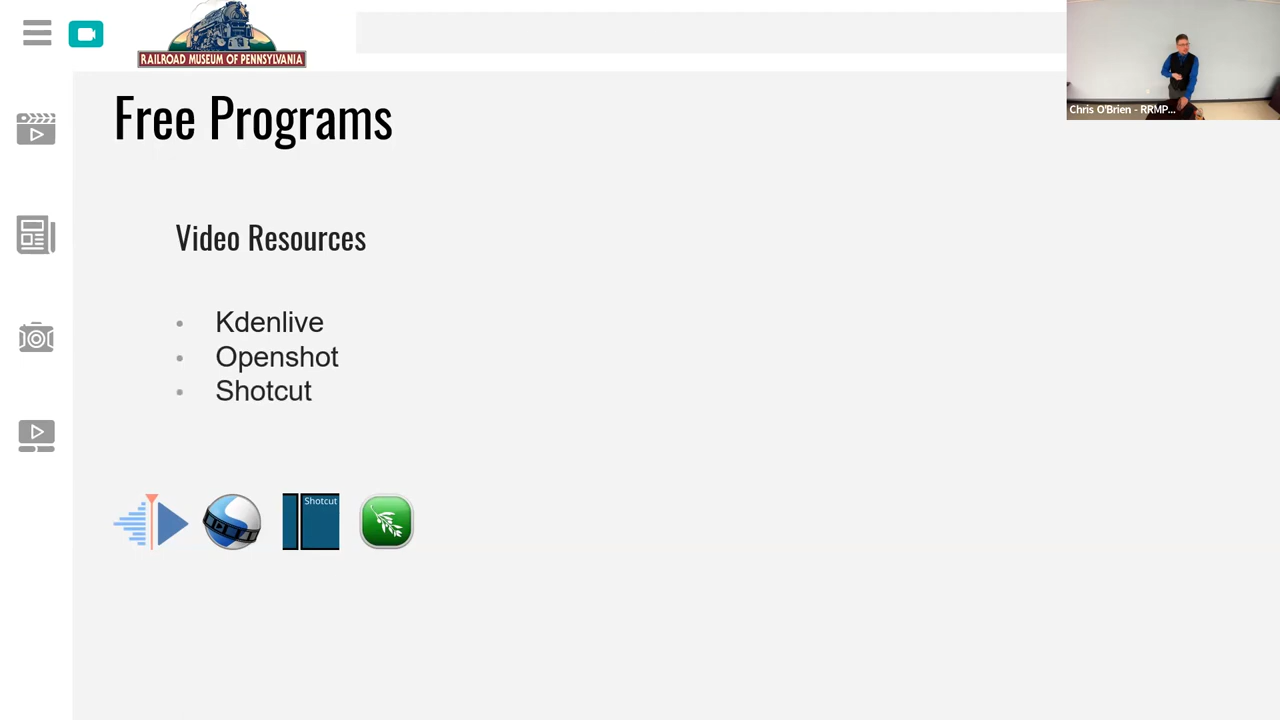 RAILROAD MUSEUM OF PENNSYLVANIA
Chris O'Brien - RRMP...
Free Programs
Video Resources
• Kdenlive
• Openshot
• Shotcut
Shotcut